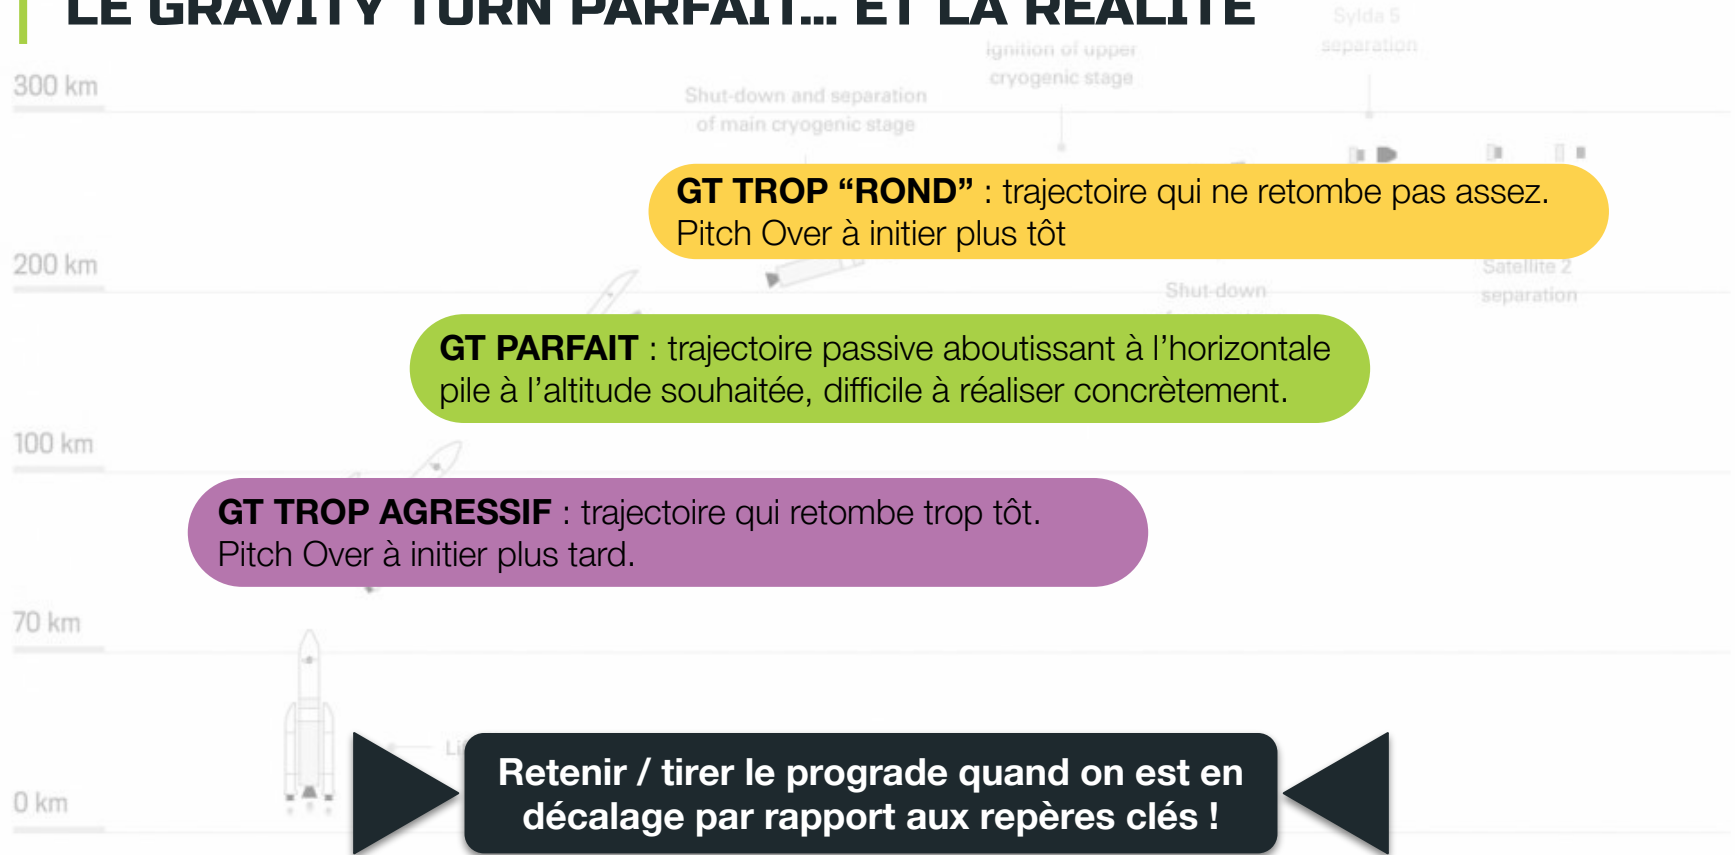 LE GRAVITY TURN PARFAIT... ET LA RÉALITÉ
Sylda 5
separation
Ignition of upper
cryogenic stage
300 km
Shut-down and separation
of main cryogenic stage
GT TROP “ROND” : trajectoire qui ne retombe pas assez.
Pitch Over à initier plus tôt
200 km
Satellite 2
separation
Shut-down
GT PARFAIT : trajectoire passive aboutissant à l’horizontale
pile à l’altitude souhaitée, difficile à réaliser concrètement.
100 km
GT TROP AGRESSIF : trajectoire qui retombe trop tôt.
Pitch Over à initier plus tard.
70 km
Retenir / tirer le prograde quand on est en
décalage par rapport aux repères clés !
0 km